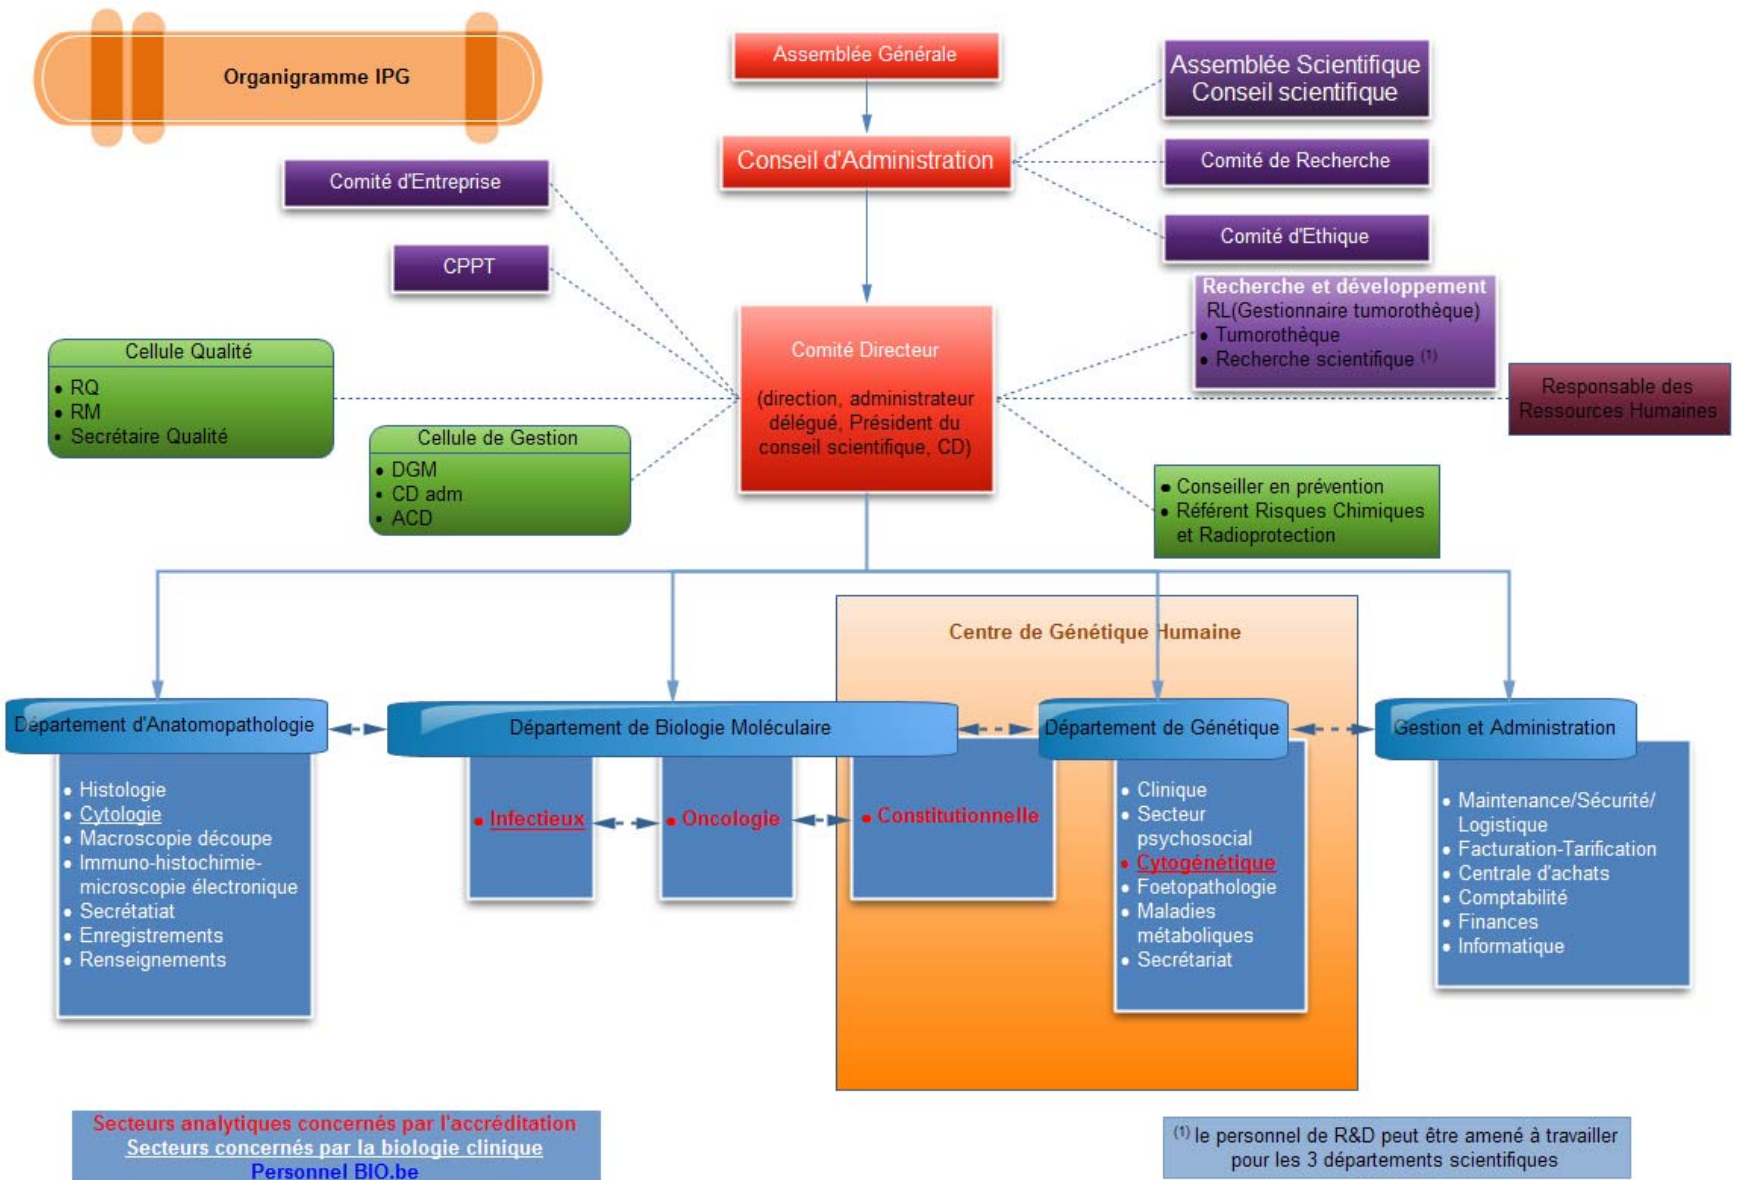 Organigramme IPG
Assemblée Générale
Assemblée Scientifique
Conseil scientifique
Conseil d'Administration
Comité de Recherche
Comité d'Entreprise
Comité d'Ethique
CPPT
Recherche et développement
RL(Gestionnaire tumorothèque)
• Tumorothèque
• Recherche scientifique (1)
Cellule Qualité
• RQ
• RM
• Secrétaire Qualité
Comité Directeur
(direction, administrateur
délégué, Président du
conseil scientifique, CD)
Responsable des
Ressources Humaines
Cellule de Gestion
• DGM
• CD adm
• ACD
• Conseiller en prévention
• Référent Risques Chimiques
et Radioprotection
Centre de Génétique Humaine
Département d'Anatomopathologie
• Histologie
• Cytologie
• Macroscopie découpe
• Immuno-histochimie-
microscopie électronique
• Secrétatiat
• Enregistrements
• Renseignements
Département de Biologie Moléculaire
• Infectieux
• Oncologie
• Constitutionnelle
Département de Génétique
• Clinique
• Secteur
psychosocial
• Cytogénétique
• Foetopathologie
• Maladies
métaboliques
• Secrétariat
Gestion et Administration
• Maintenance/Sécurité/
Logistique
• Facturation-Tarification
• Centrale d'achats
• Comptabilité
• Finances
• Informatique
Secteurs analytiques concernés par l'accréditation
Secteurs concernés par la biologie clinique
Personnel BIO.be
(1) le personnel de R&D peut être amené à travailler
pour les 3 départements scientifiques